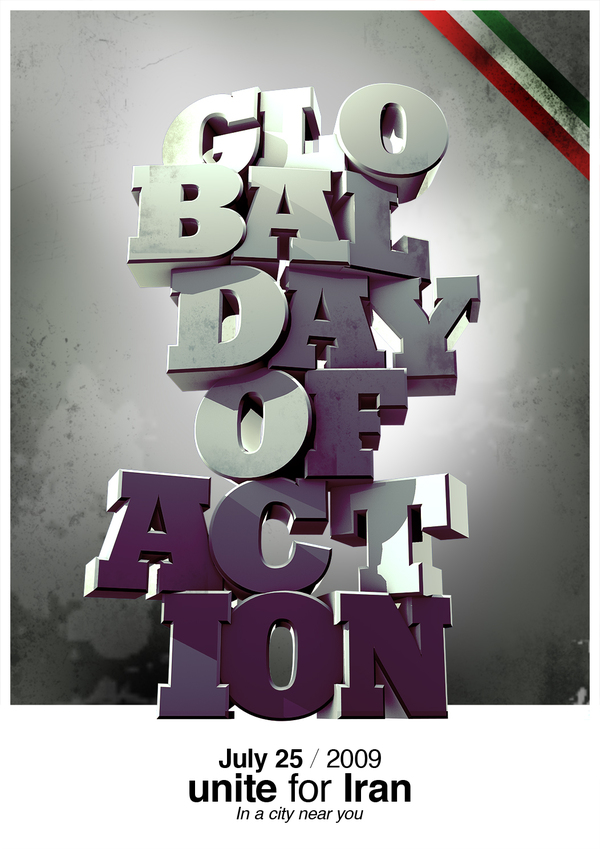 GLO
BAL
DAY
OF
ACT
ION
July 25 / 2009
unite for Iran
In a city near you